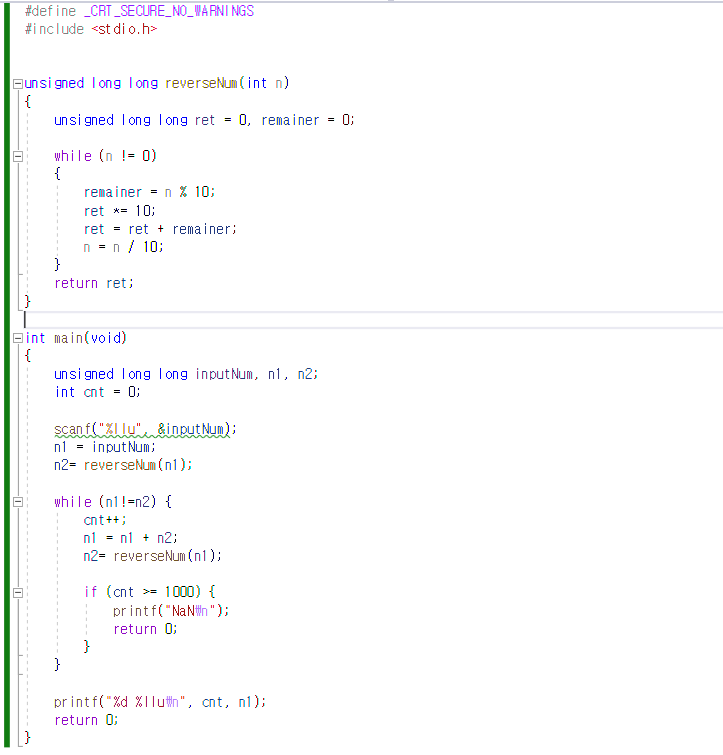 #define _CRT_SECURE_NO_WARNINGS
#include <stdio.h>
unsigned long long reverseNum(int n)
{
unsigned long long ret = 0, remainer = 0;
while (n != 0)
{
remainer = n % 10;
ret *= 10;
ret = ret + remainer;
n = n / 10;
}
return ret;
}
int main(void)
{
unsigned long long inputNum, n1, n2;
int cnt = 0;
scanf("%llu", &inputNum);
n1 = inputNum;
n2= reverseNum(n1);
while (n1!=n2) {
cnt++;
n1 = n1 + n2;
n2= reverseNum(n1);
if (cnt >= 1000) {
printf("NaN₩n");
return 0;
}
}
printf("%d %llu₩n", cnt, n1);
return 0;
}